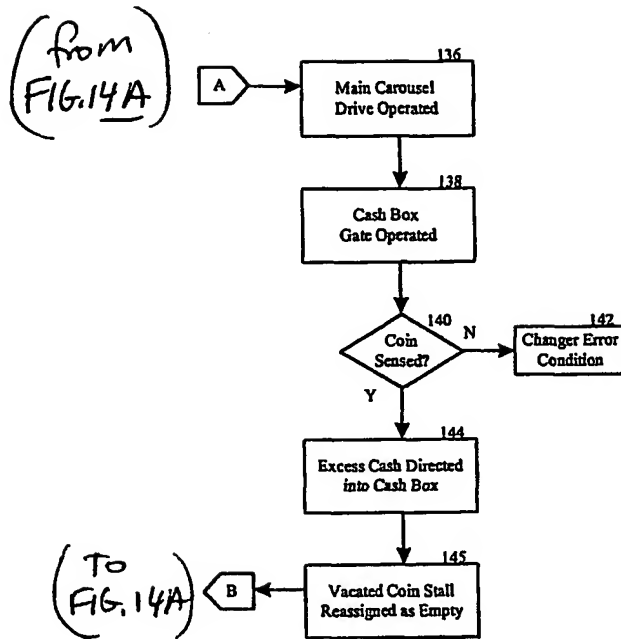 (from
FIG.14A)
A
136
Main Carousel
Drive Operated
138
Cash Box
Gate Operated
140
Coin
Sensed?
N
142
Changer Error
Condition
Y
144
Excess Cash Directed
into Cash Box
145
Vacated Coin Stall
Reassigned as Empty
B
(To
FIG.14A)